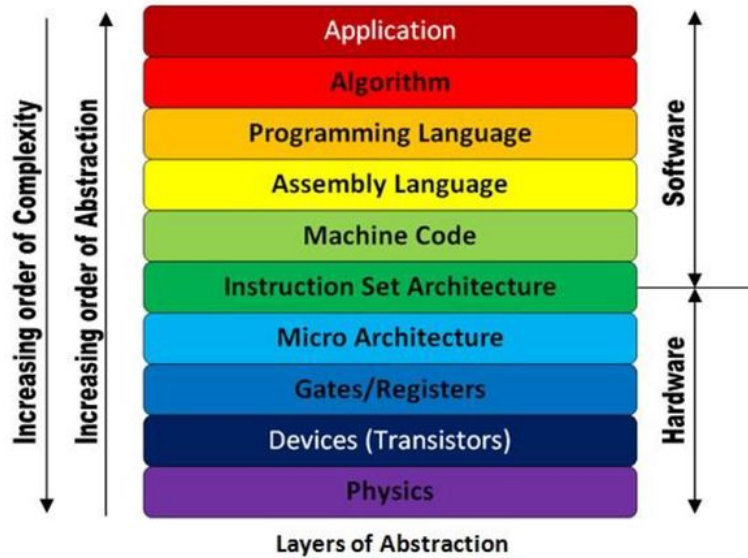 Increasing order of Complexity
Increasing order of Abstraction
Application
Algorithm
Programming Language
Assembly Language
Machine Code
Instruction Set Architecture
Micro Architecture
Gates/Registers
Devices (Transistors)
Physics
Software
Hardware
Layers of Abstraction